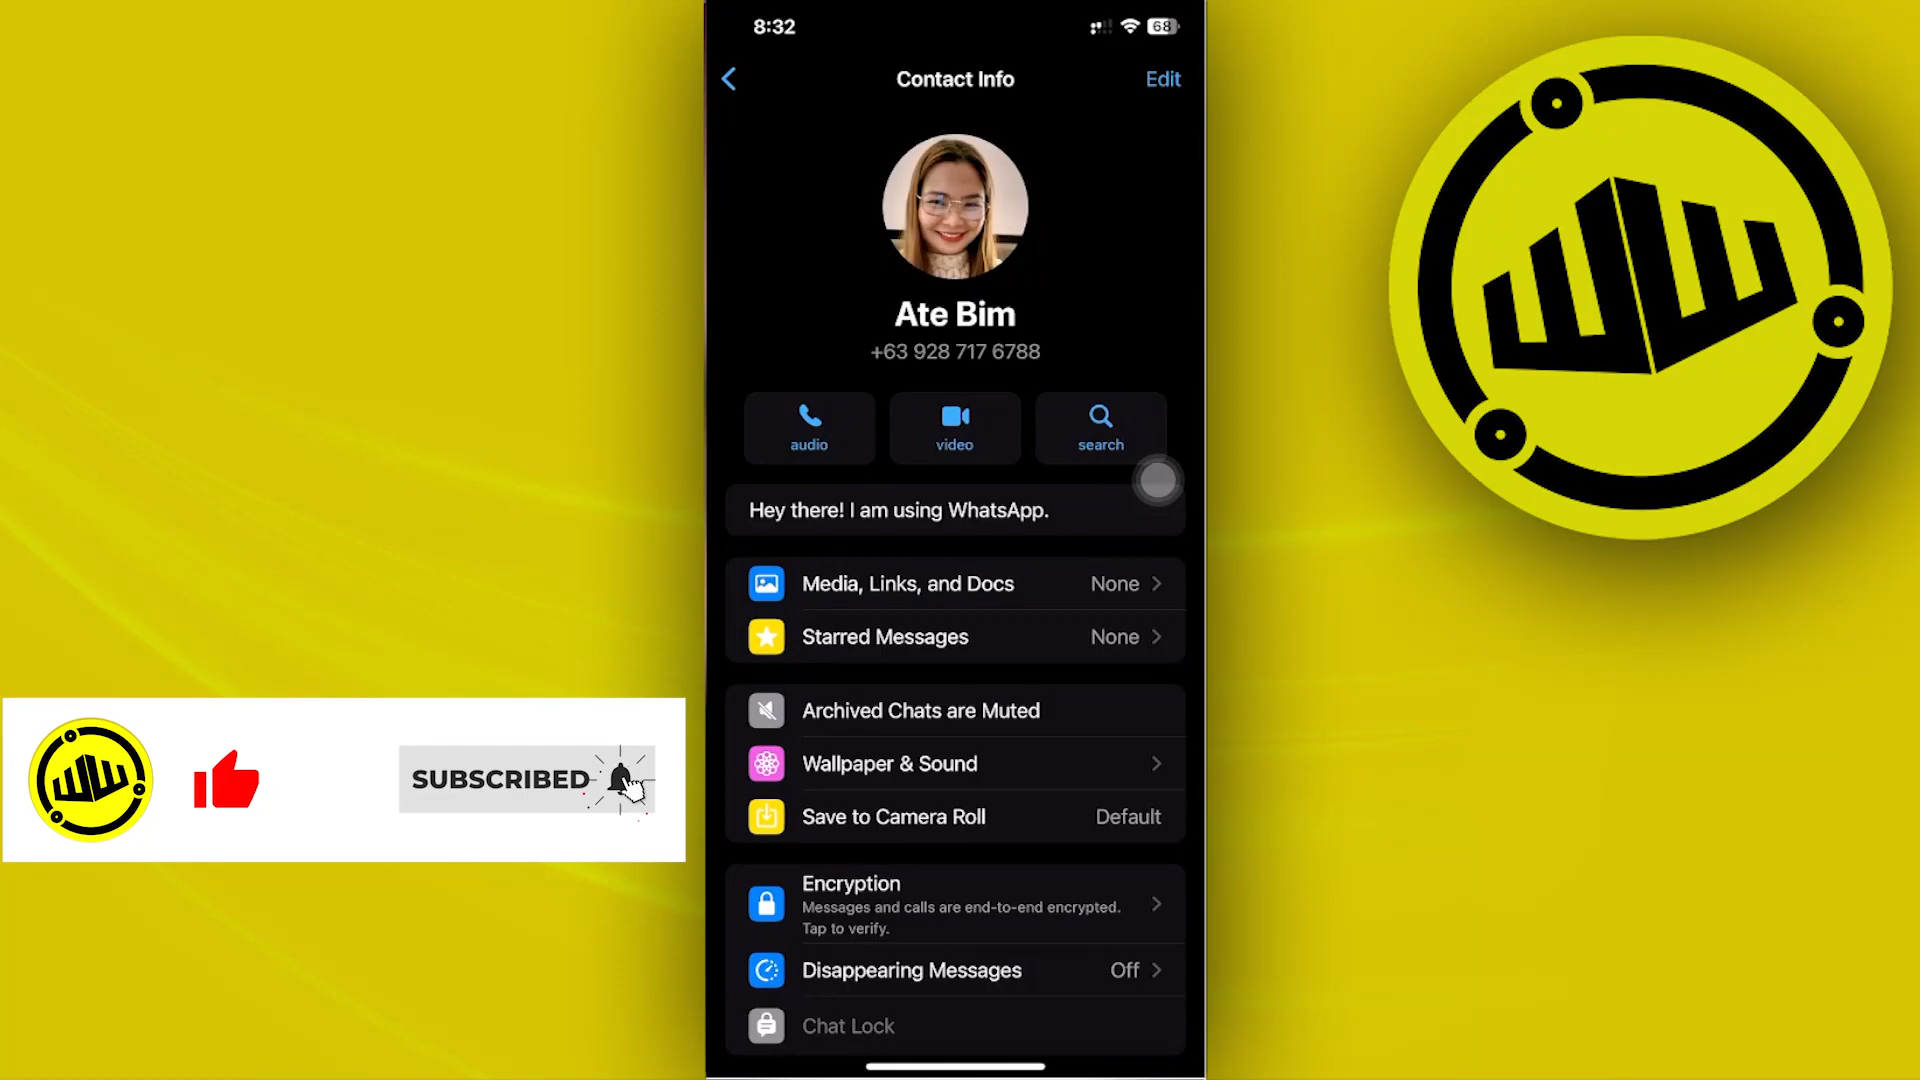 8:32
68
Contact Info
Edit
Ate Bim
+63 928 717 6788
audio
video
search
Hey there! I am using WhatsApp.
Media, Links, and Docs
None
Starred Messages
None
Archived Chats are Muted
Wallpaper & Sound
Save to Camera Roll
Default
Encryption
Messages and calls are end-to-end encrypted.
Tap to verify.
Disappearing Messages
Off
Chat Lock
SUBSCRIBED